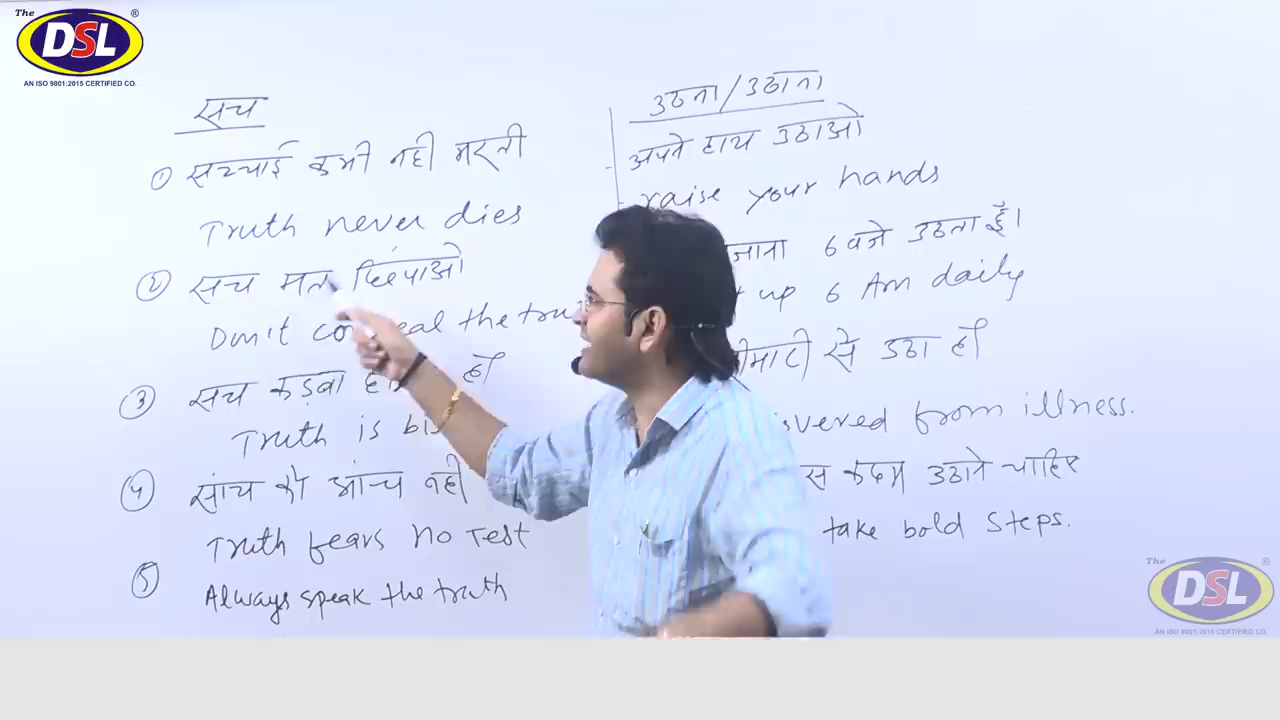 The
DSL
®
AN ISO 9001:2015 CERTIFIED CO.
सच
① सच्चाई कभी नही मरती
Truth never dies
② सच मत छिपाओ
Don't conceal the tru
③ सच कड़वा हो हैं
Truth is bi
④ सांच को आंच नही
Truth fears no Test
⑤ Always speak the truth
उठना/उठाना
अपने हाथ उठाओ
raise your hands
जाना 6 बजे उठता हूँ।
up 6 Am daily
से उठा हैं
overed from illness.
स कदम उठाने चाहिए
take bold Steps.
The
DSL
®
AN ISO 9001:2015 CERTIFIED CO.